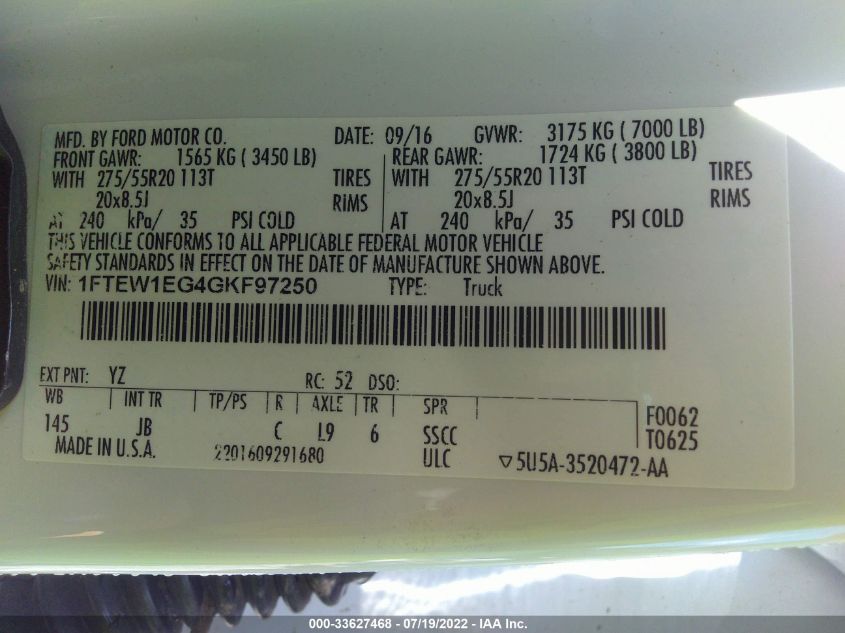 MFD. BY FORD MOTOR CO. DATE: 09/16 GVWR: 3175 KG ( 7000 LB)
FRONT GAWR: 1565 KG ( 3450 LB) REAR GAWR: 1724 KG ( 3800 LB)
WITH 275/55R20 113T TIRES WITH 275/55R20 113T TIRES
20x8.5J RIMS 20x8.5J RIMS
AT 240 kPa/ 35 PSI COLD AT 240 kPa/ 35 PSI COLD
THIS VEHICLE CONFORMS TO ALL APPLICABLE FEDERAL MOTOR VEHICLE
SAFETY STANDARDS IN EFFECT ON THE DATE OF MANUFACTURE SHOWN ABOVE.
VIN: 1FTEW1EG4GKF97250 TYPE: Truck
EXT PNT: YZ RC: 52 DSO:
WB INT TR TP/PS R AXLE TR SPR
145 JB C L9 6 SSCC F0062
T0625
MADE IN U.S.A. 2201609291680 ULC ▽5U5A-3520472-AA
000-33627468 - 07/19/2022 - IAA Inc.